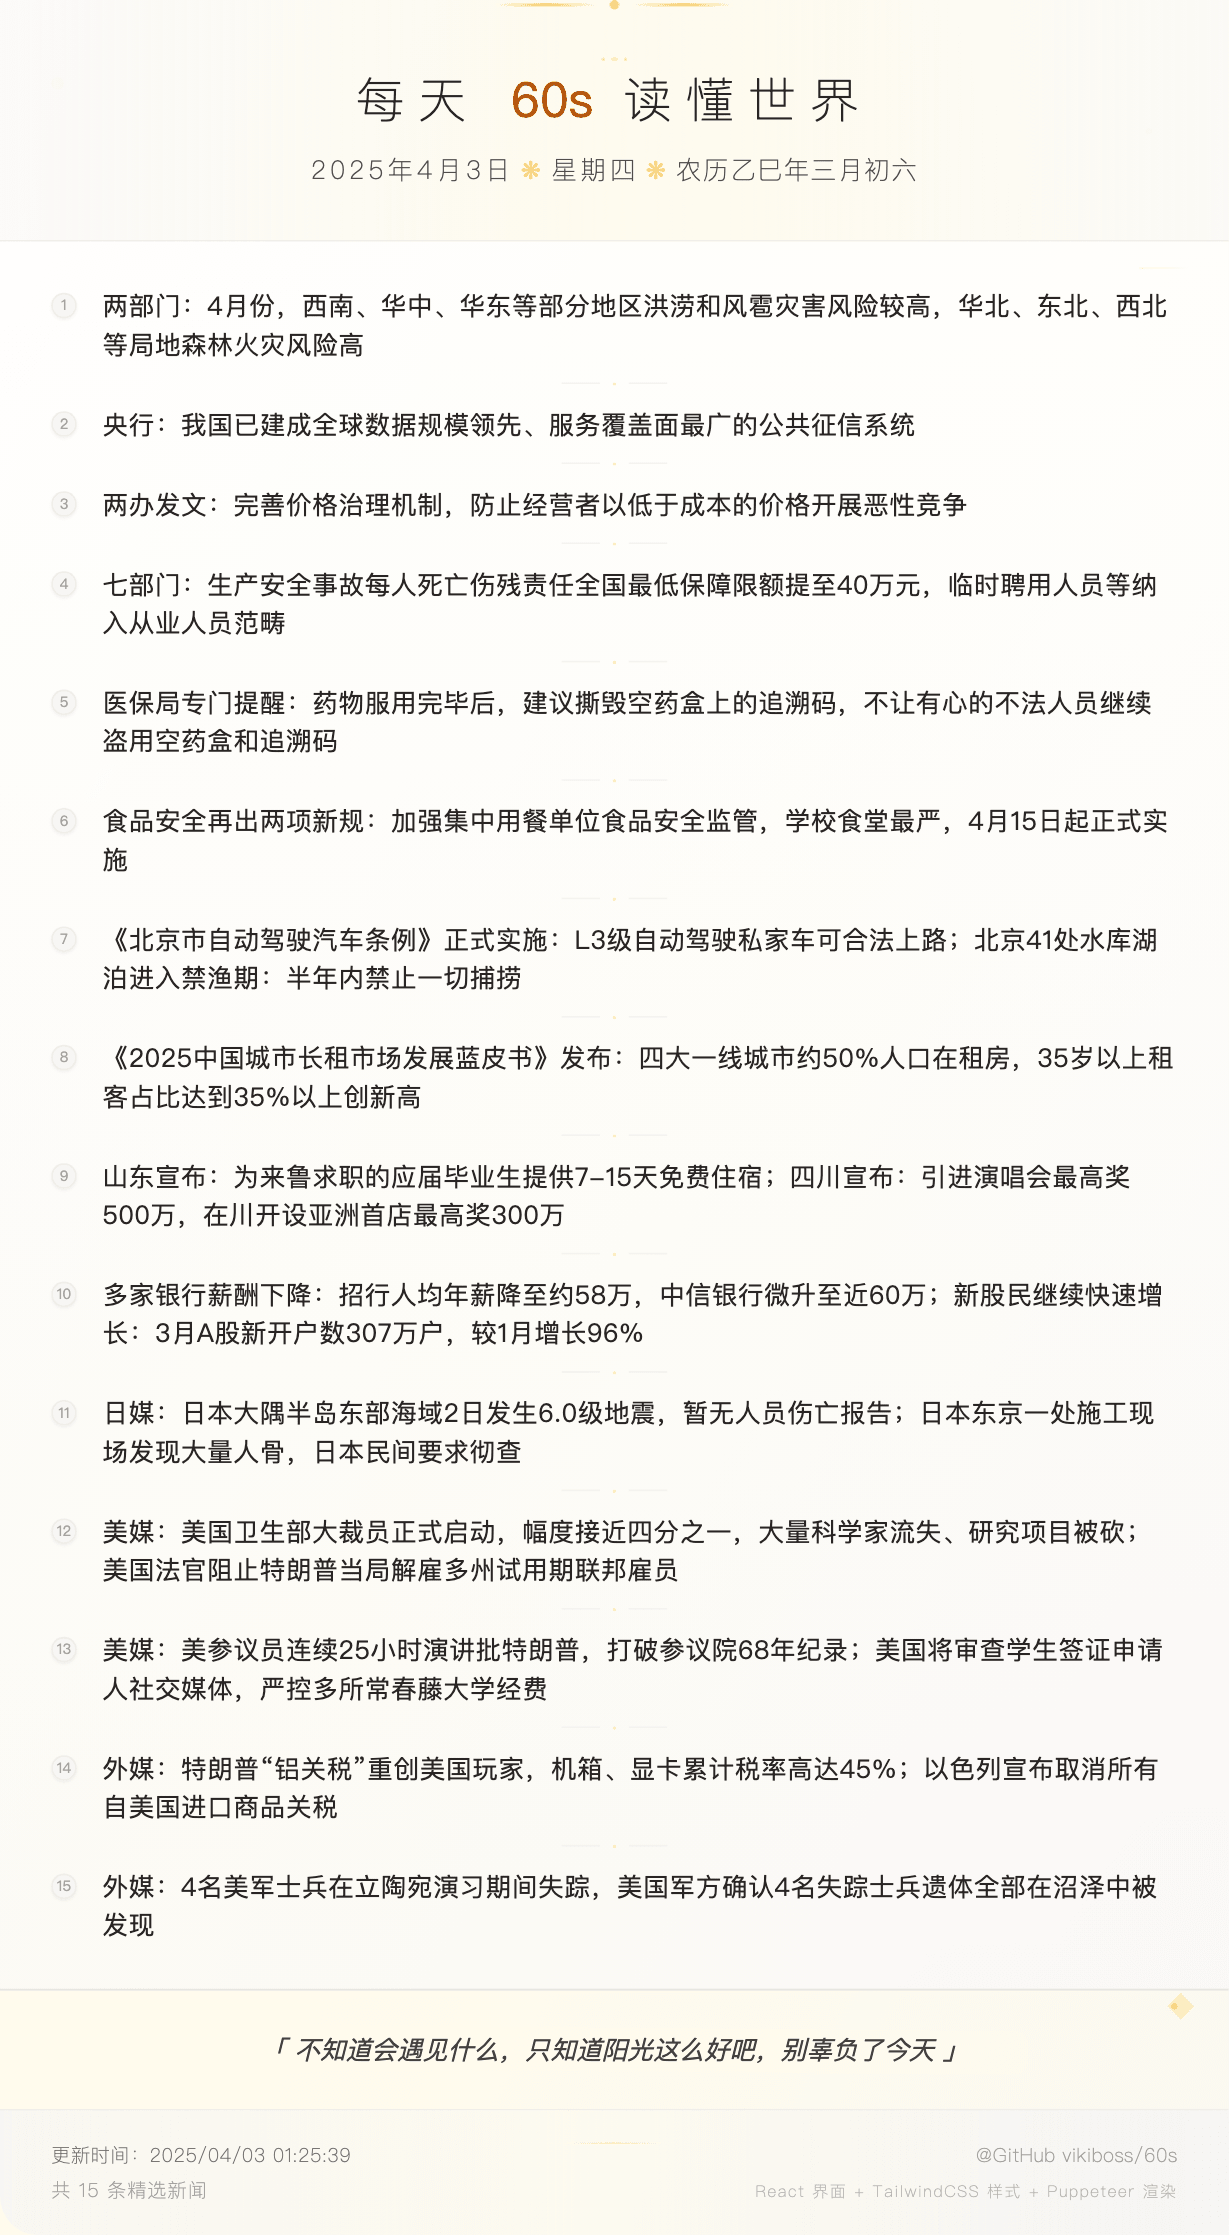 每天 60s 读懂世界
2025年4月3日 ❋ 星期四 ❋ 农历乙巳年三月初六
1 两部门：4月份，西南、华中、华东等部分地区洪涝和风雹灾害风险较高，华北、东北、西北
等局地森林火灾风险高
2 央行：我国已建成全球数据规模领先、服务覆盖面最广的公共征信系统
3 两办发文：完善价格治理机制，防止经营者以低于成本的价格开展恶性竞争
4 七部门：生产安全事故每人死亡伤残责任全国最低保障限额提至40万元，临时聘用人员等纳
入从业人员范畴
5 医保局专门提醒：药物服用完毕后，建议撕毁空药盒上的追溯码，不让有心的不法人员继续
盗用空药盒和追溯码
6 食品安全再出两项新规：加强集中用餐单位食品安全监管，学校食堂最严，4月15日起正式实
施
7 《北京市自动驾驶汽车条例》正式实施：L3级自动驾驶私家车可合法上路；北京41处水库湖
泊进入禁渔期：半年内禁止一切捕捞
8 《2025中国城市长租市场发展蓝皮书》发布：四大一线城市约50%人口在租房，35岁以上租
客占比达到35%以上创新高
9 山东宣布：为来鲁求职的应届毕业生提供7–15天免费住宿；四川宣布：引进演唱会最高奖
500万，在川开设亚洲首店最高奖300万
10 多家银行薪酬下降：招行人均年薪降至约58万，中信银行微升至近60万；新股民继续快速增
长：3月A股新开户数307万户，较1月增长96%
11 日媒：日本大隅半岛东部海域2日发生6.0级地震，暂无人员伤亡报告；日本东京一处施工现
场发现大量人骨，日本民间要求彻查
12 美媒：美国卫生部大裁员正式启动，幅度接近四分之一，大量科学家流失、研究项目被砍；
美国法官阻止特朗普当局解雇多州试用期联邦雇员
13 美媒：美参议员连续25小时演讲批特朗普，打破参议院68年纪录；美国将审查学生签证申请
人社交媒体，严控多所常春藤大学经费
14 外媒：特朗普“铝关税”重创美国玩家，机箱、显卡累计税率高达45%；以色列宣布取消所有
自美国进口商品关税
15 外媒：4名美军士兵在立陶宛演习期间失踪，美国军方确认4名失踪士兵遗体全部在沼泽中被
发现
「 不知道会遇见什么，只知道阳光这么好吧，别辜负了今天 」
更新时间：2025/04/03 01:25:39
@GitHub vikiboss/60s
共 15 条精选新闻
React 界面 + TailwindCSS 样式 + Puppeteer 渲染